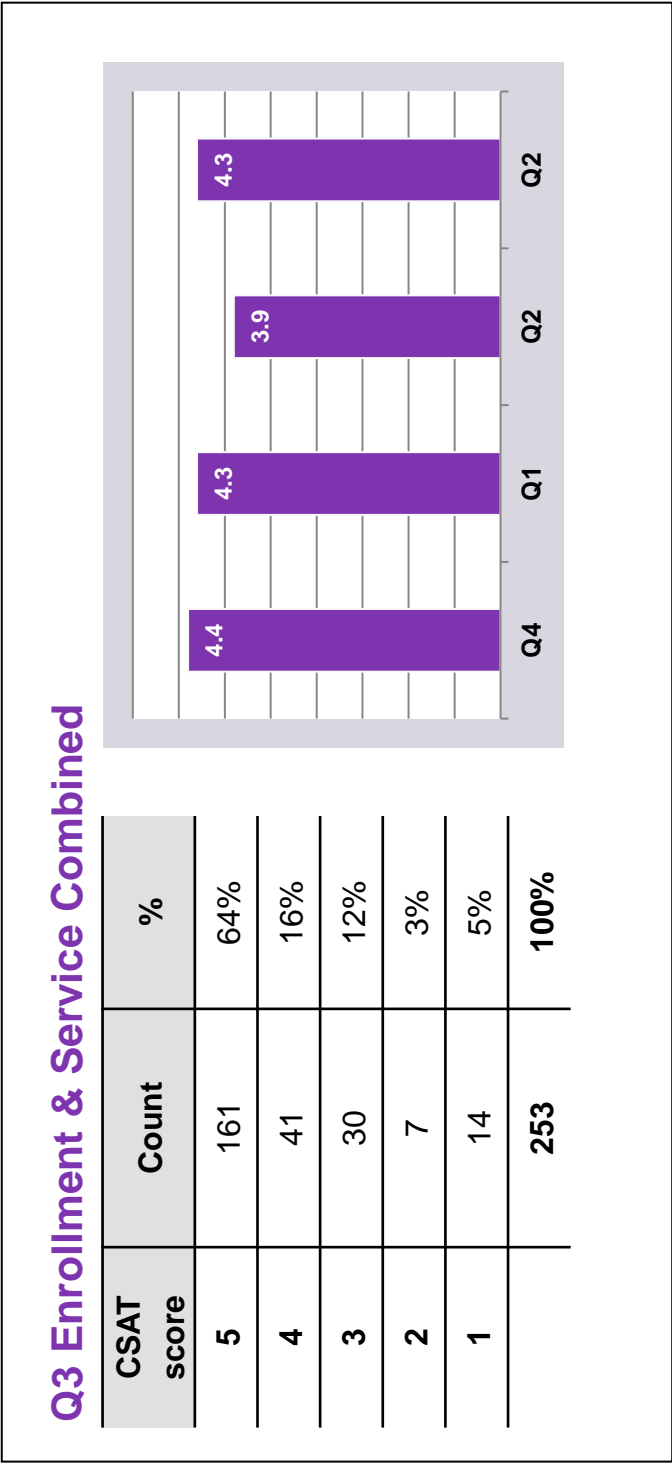 Q3 Enrollment & Service Combined
CSAT score Count %
5 161 64%
4 41 16%
3 30 12%
2 7 3%
1 14 5%
253 100%
4.4 4.3 3.9 4.3
Q4 Q1 Q2 Q2